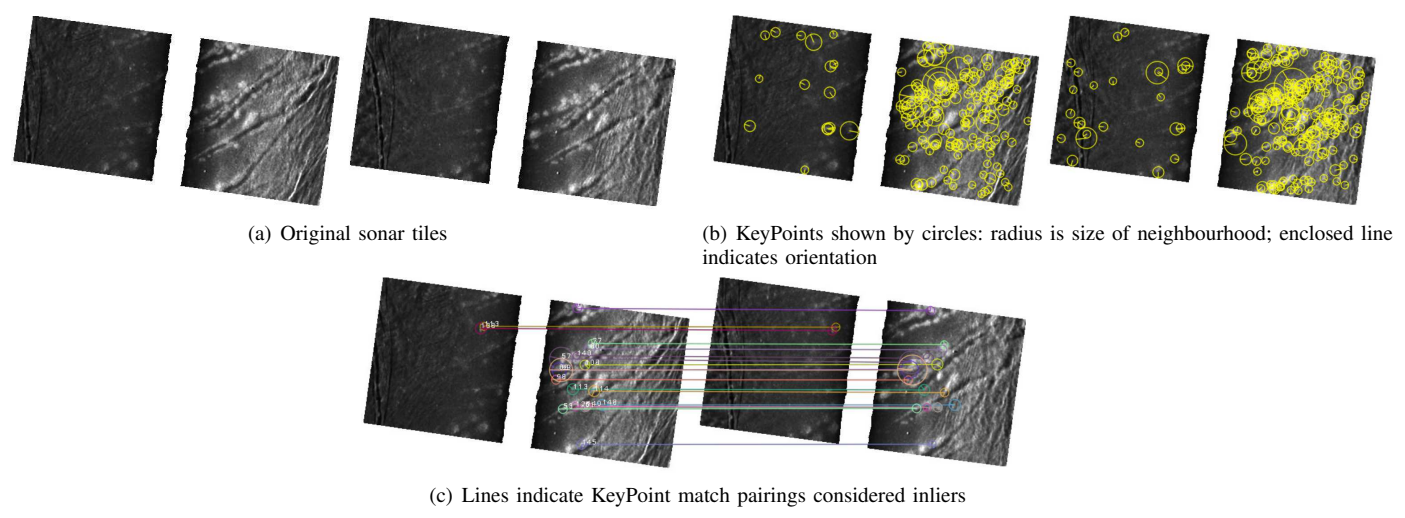 (a) Original sonar tiles
(b) KeyPoints shown by circles: radius is size of neighbourhood; enclosed line
indicates orientation
(c) Lines indicate KeyPoint match pairings considered inliers